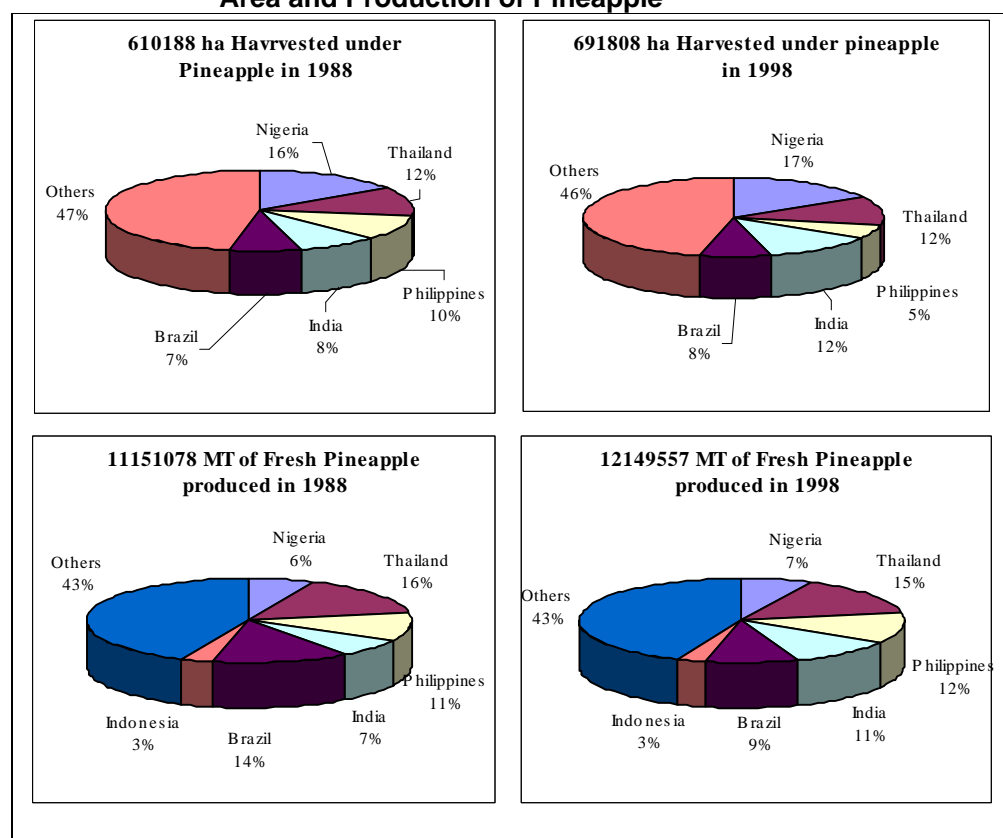 Area and Production of Pineapple
610188 ha Havrvested under
Pineapple in 1988
Nigeria
16%
Thailand
12%
Others
47%
Philippines
10%
India
8%
Brazil
7%
691808 ha Harvested under pineapple
in 1998
Nigeria
17%
Others
46%
Thailand
12%
Philippines
5%
India
12%
Brazil
8%
11151078 MT of Fresh Pineapple
produced in 1988
Nigeria
6%
Thailand
16%
Others
43%
Philippines
11%
Indonesia
3%
Brazil
14%
India
7%
12149557 MT of Fresh Pineapple
produced in 1998
Nigeria
7%
Thailand
15%
Others
43%
Philippines
12%
Indonesia
3%
Brazil
9%
India
11%